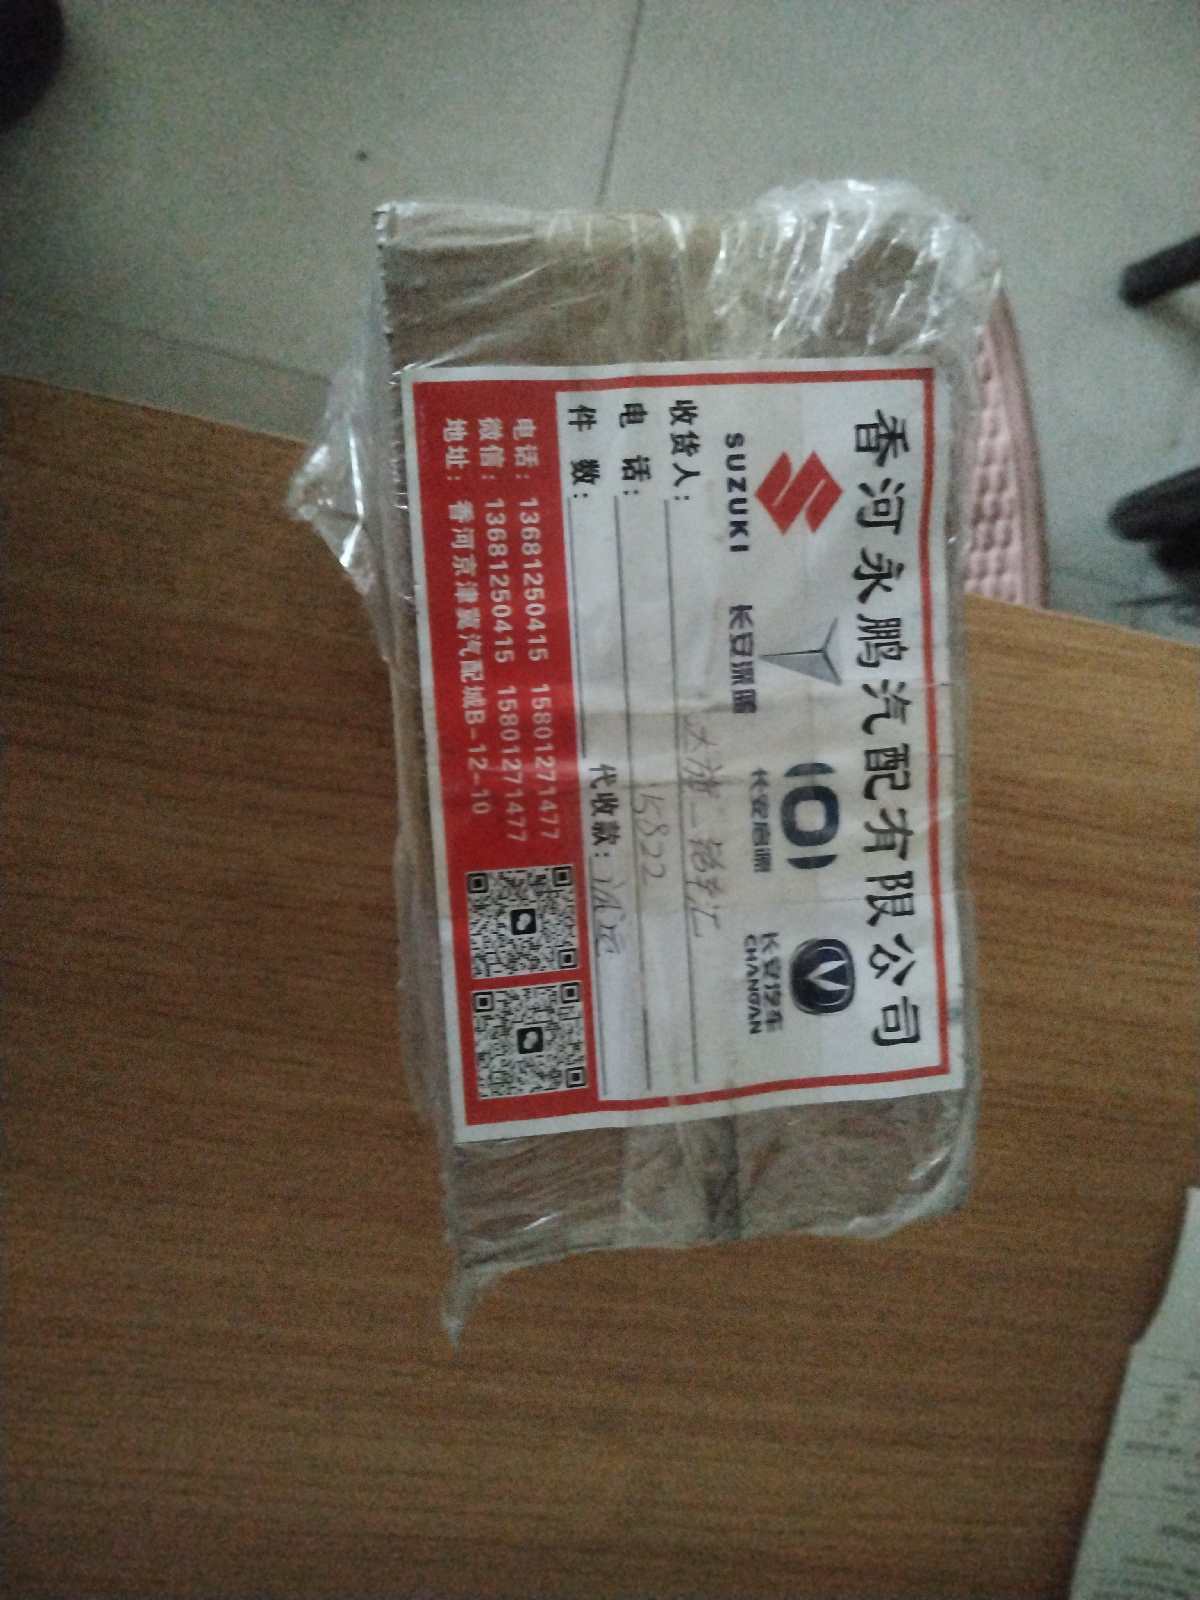 香河永鹏汽配有限公司
SUZUKI
长安深蓝
长安启源
长安汽车
CHANGAN
收货人：
电话： 15822
件数： 代收款：
电话：13681250415 15801271477
微信：13681250415 15801271477
地址：香河京津冀汽配城B-12-10